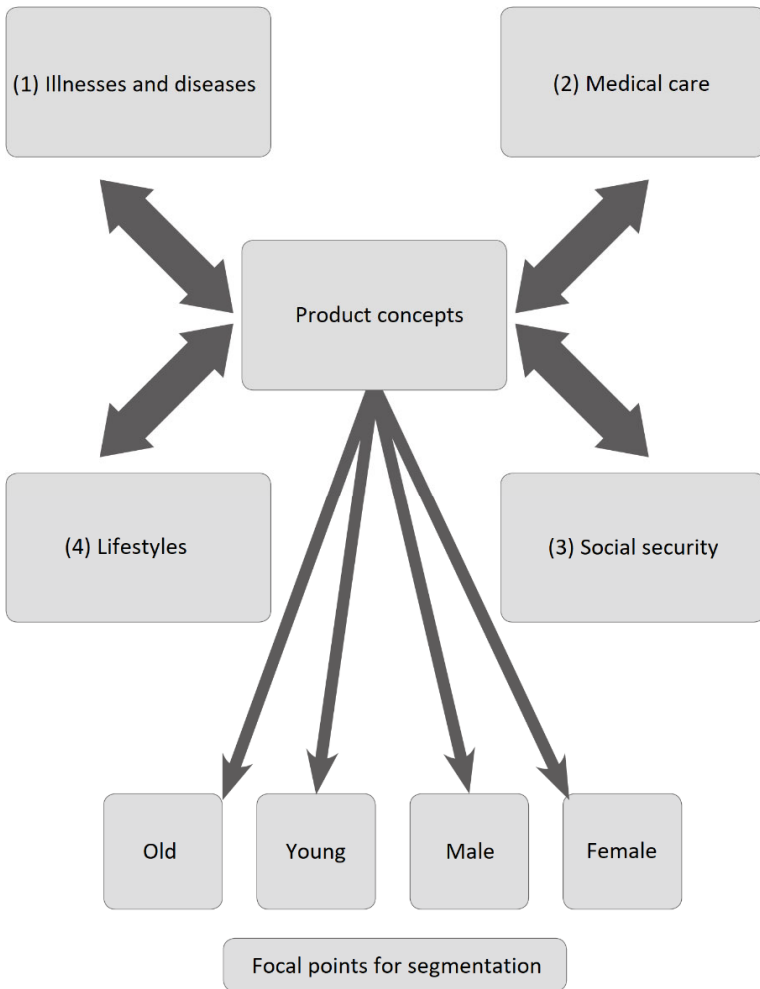 (1) Illnesses and diseases
(2) Medical care
Product concepts
(4) Lifestyles
(3) Social security
Old
Young
Male
Female
Focal points for segmentation